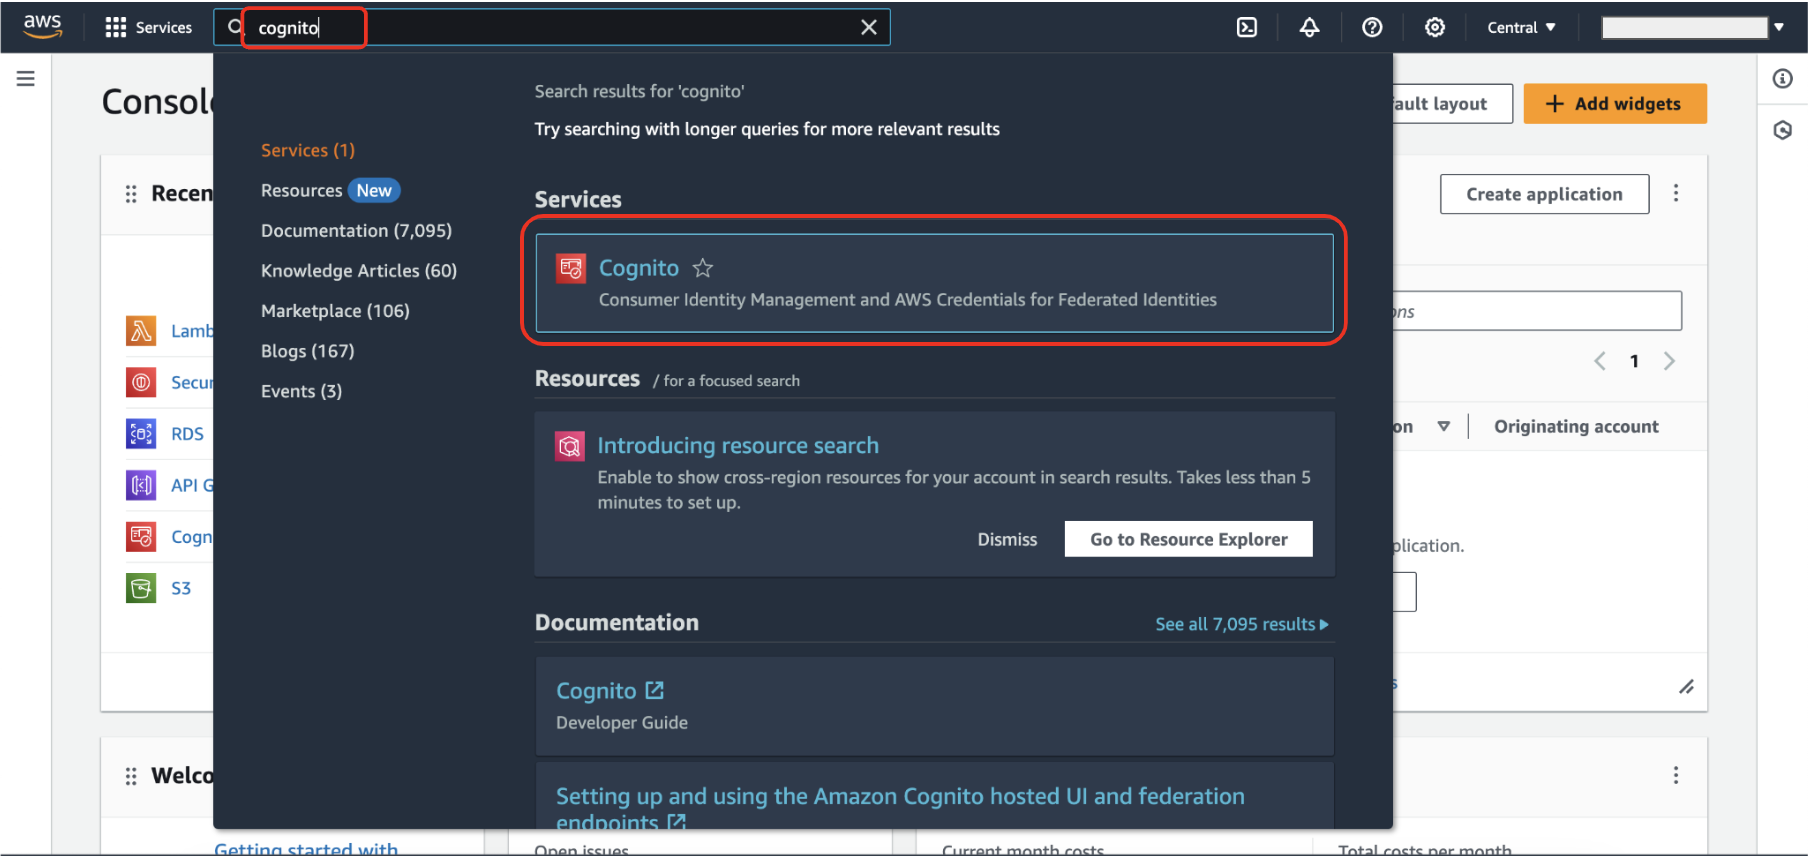 aws
Services
cognito
Central
Console
fault layout
+ Add widgets
Search results for 'cognito'
Try searching with longer queries for more relevant results
Services (1)
Resources New
Documentation (7,095)
Knowledge Articles (60)
Marketplace (106)
Blogs (167)
Events (3)
Recen
Lamb
Secur
RDS
API G
Cogn
S3
Services
Cognito
Consumer Identity Management and AWS Credentials for Federated Identities
Resources / for a focused search
Introducing resource search
Enable to show cross-region resources for your account in search results. Takes less than 5
minutes to set up.
Dismiss
Go to Resource Explorer
Documentation
See all 7,095 results
Cognito
Developer Guide
Setting up and using the Amazon Cognito hosted UI and federation
endpoints
Create application
ons
1
on
Originating account
plication.
s
Welco
Getting started with
Open issues
Current month costs
Total costs per month